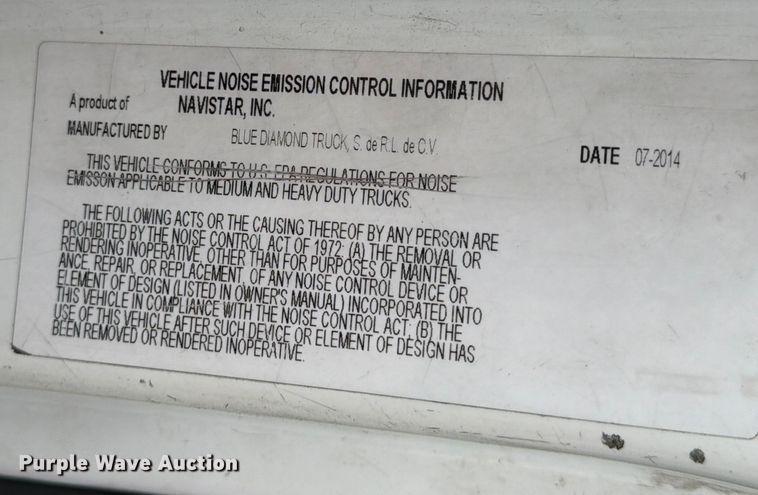 VEHICLE NOISE EMISSION CONTROL INFORMATION
A product of NAVISTAR, INC.
MANUFACTURED BY BLUE DIAMOND TRUCK, S. de R.L. de C.V. DATE 07-2014
THIS VEHICLE CONFORMS TO U.S. EPA REGULATIONS FOR NOISE
EMISSON APPLICABLE TO MEDIUM AND HEAVY DUTY TRUCKS.
THE FOLLOWING ACTS OR THE CAUSING THEREOF BY ANY PERSON ARE
PROHIBITED BY THE NOISE CONTROL ACT OF 1972: (A) THE REMOVAL OR
RENDERING INOPERATIVE, OTHER THAN FOR PURPOSES OF MAINTEN-
ANCE, REPAIR, OR REPLACEMENT, OF ANY NOISE CONTROL DEVICE OR
ELEMENT OF DESIGN (LISTED IN OWNER'S MANUAL) INCORPORATED INTO
THIS VEHICLE IN COMPLIANCE WITH THE NOISE CONTROL ACT: (B) THE
USE OF THIS VEHICLE AFTER SUCH DEVICE OR ELEMENT OF DESIGN HAS
BEEN REMOVED OR RENDERED INOPERATIVE.
Purple Wave Auction